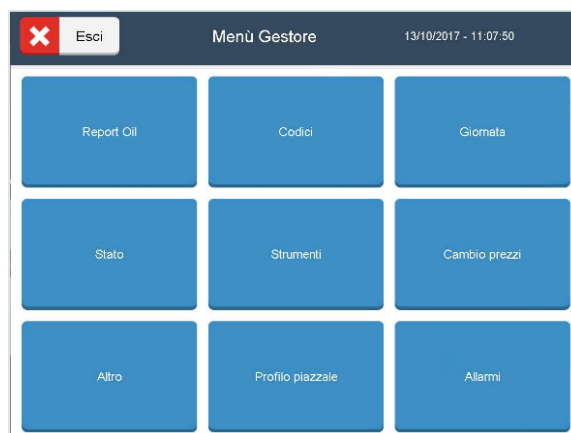 Esci Menù Gestore 13/10/2017 - 11:07:50
Report Oil Codici Giornata
Stato Strumenti Cambio prezzi
Altro Profilo piazzale Allarmi